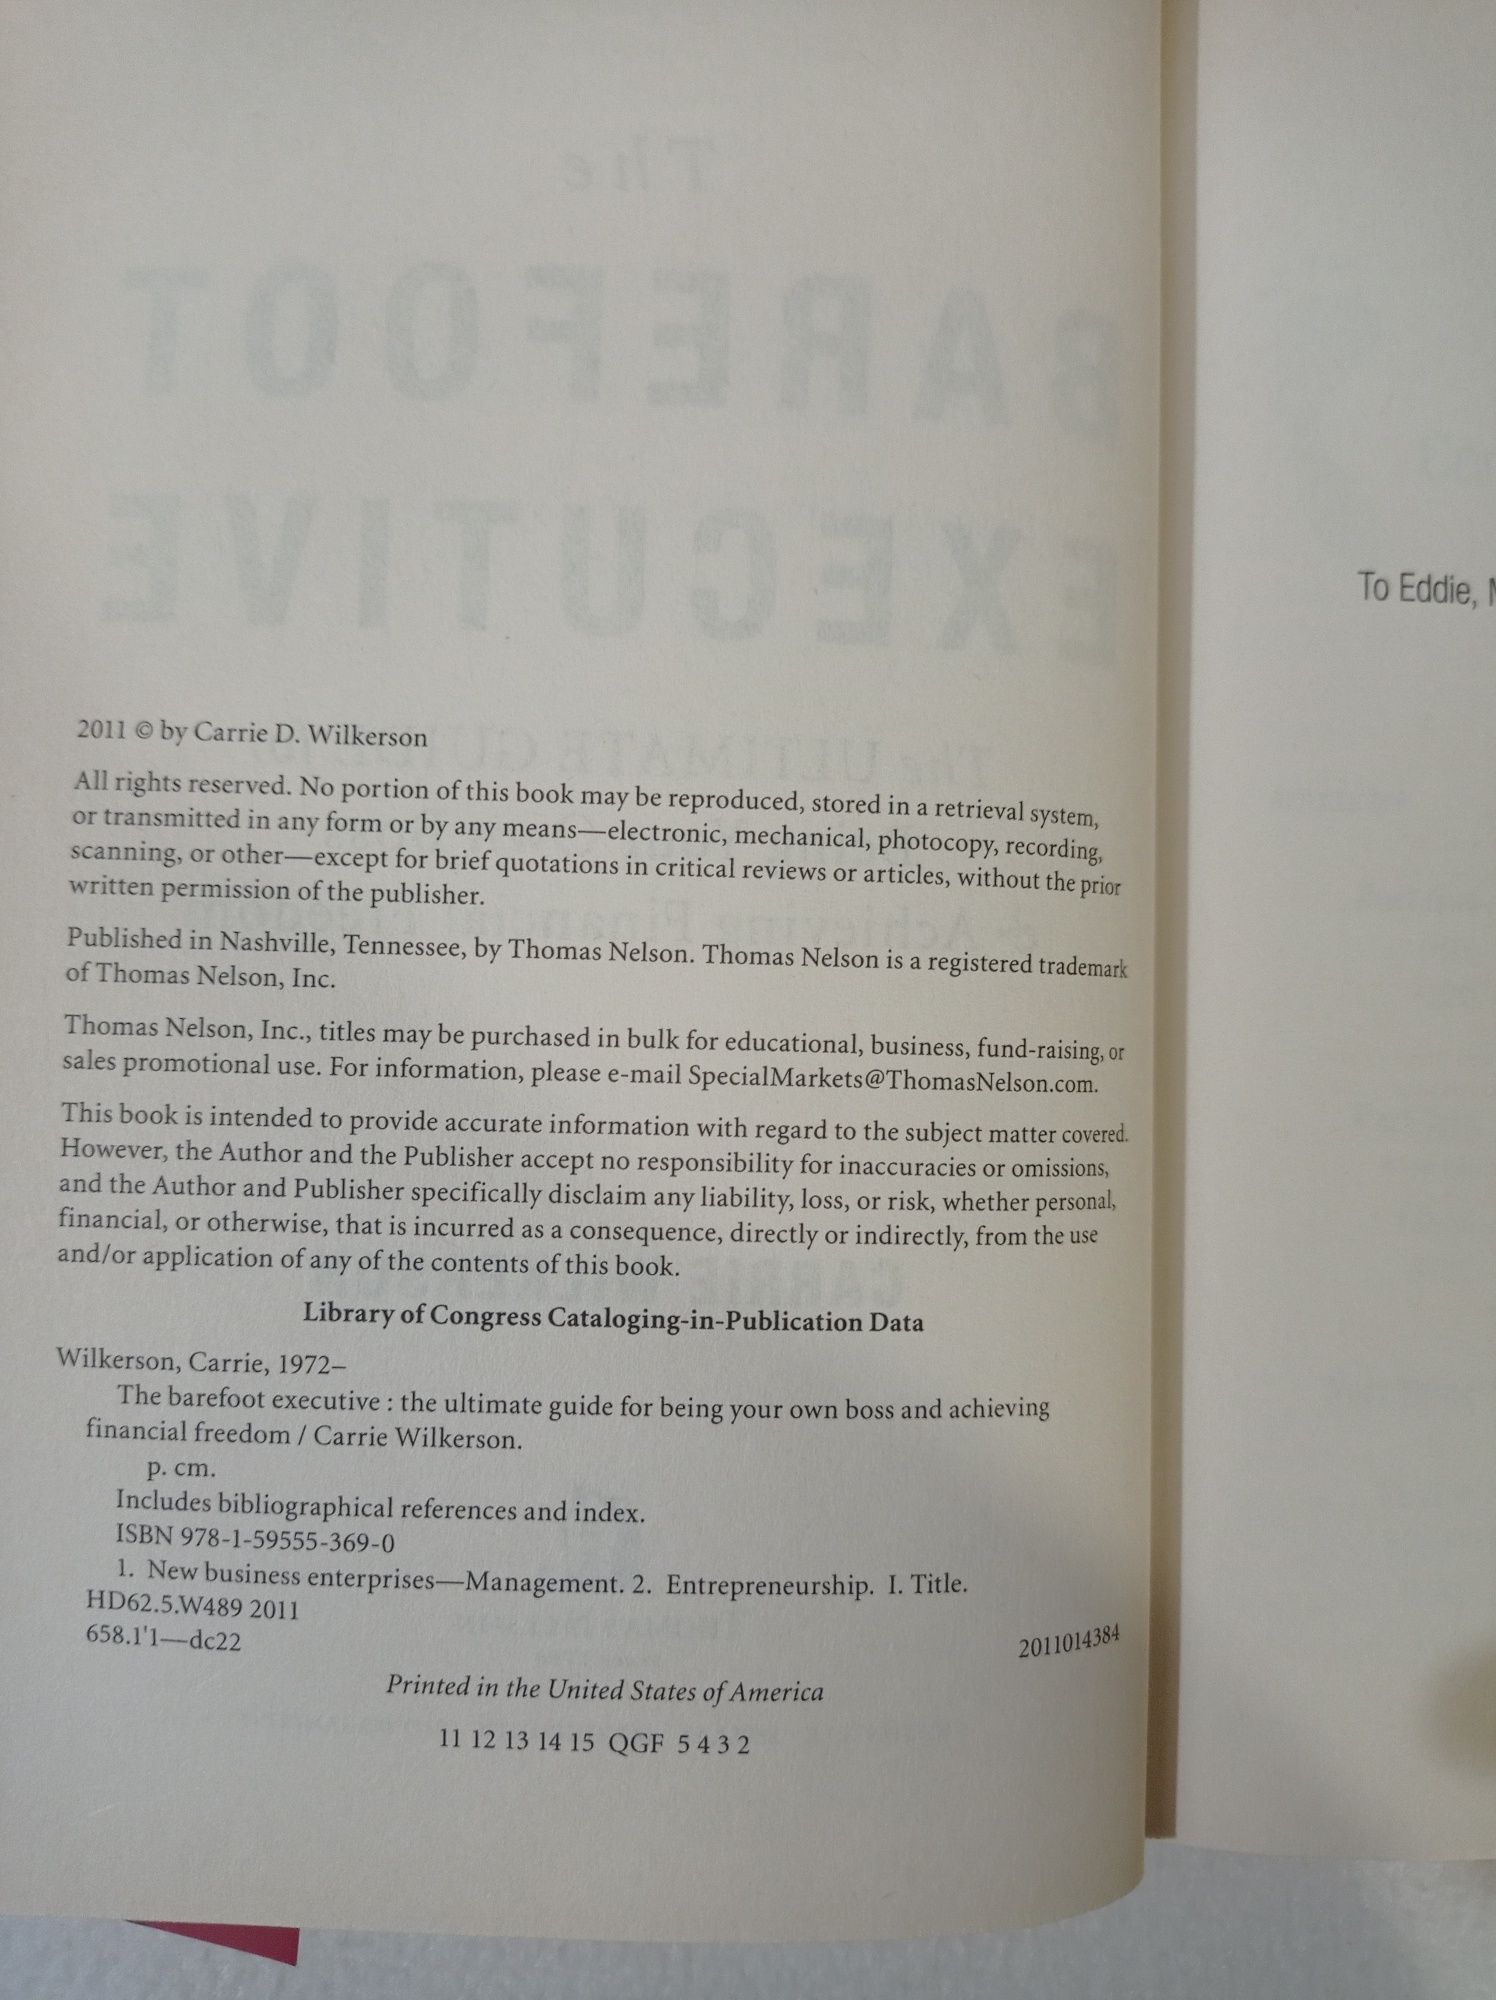 2011 © by Carrie D. Wilkerson
All rights reserved. No portion of this book may be reproduced, stored in a retrieval system,
or transmitted in any form or by any means—electronic, mechanical, photocopy, recording,
scanning, or other—except for brief quotations in critical reviews or articles, without the prior
written permission of the publisher.
Published in Nashville, Tennessee, by Thomas Nelson. Thomas Nelson is a registered trademark
of Thomas Nelson, Inc.
Thomas Nelson, Inc., titles may be purchased in bulk for educational, business, fund-raising, or
sales promotional use. For information, please e-mail SpecialMarkets@ThomasNelson.com.
This book is intended to provide accurate information with regard to the subject matter covered.
However, the Author and the Publisher accept no responsibility for inaccuracies or omissions,
and the Author and Publisher specifically disclaim any liability, loss, or risk, whether personal,
financial, or otherwise, that is incurred as a consequence, directly or indirectly, from the use
and/or application of any of the contents of this book.
Library of Congress Cataloging-in-Publication Data
Wilkerson, Carrie, 1972–
The barefoot executive : the ultimate guide for being your own boss and achieving
financial freedom / Carrie Wilkerson.
p. cm.
Includes bibliographical references and index.
ISBN 978-1-59555-369-0
1. New business enterprises—Management. 2. Entrepreneurship. I. Title.
HD62.5.W489 2011
658.1'1—dc22
2011014384
Printed in the United States of America
11 12 13 14 15 QGF 5 4 3 2
To Eddie,
The
BAREFOOT
EXECUTIVE